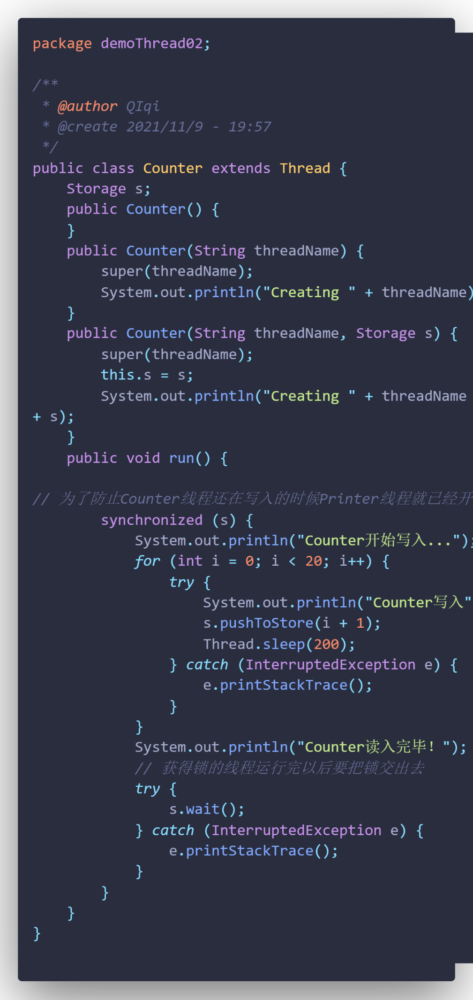 package demoThread02;
/**
 * @author QIqi
 * @create 2021/11/9 - 19:57
 */
public class Counter extends Thread {
    Storage s;
    public Counter() {
    }
    public Counter(String threadName) {
        super(threadName);
        System.out.println("Creating " + threadName)
    }
    public Counter(String threadName, Storage s) {
        super(threadName);
        this.s = s;
        System.out.println("Creating " + threadName
+ s);
    }
    public void run() {
// 为了防止Counter线程还在写入的时候Printer线程就已经开
        synchronized (s) {
            System.out.println("Counter开始写入...");
            for (int i = 0; i < 20; i++) {
                try {
                    System.out.println("Counter写入"
                    s.pushToStore(i + 1);
                    Thread.sleep(200);
                } catch (InterruptedException e) {
                    e.printStackTrace();
                }
            }
            System.out.println("Counter读入完毕！");
            // 获得锁的线程运行完以后要把锁交出去
            try {
                s.wait();
            } catch (InterruptedException e) {
                e.printStackTrace();
            }
        }
    }
}